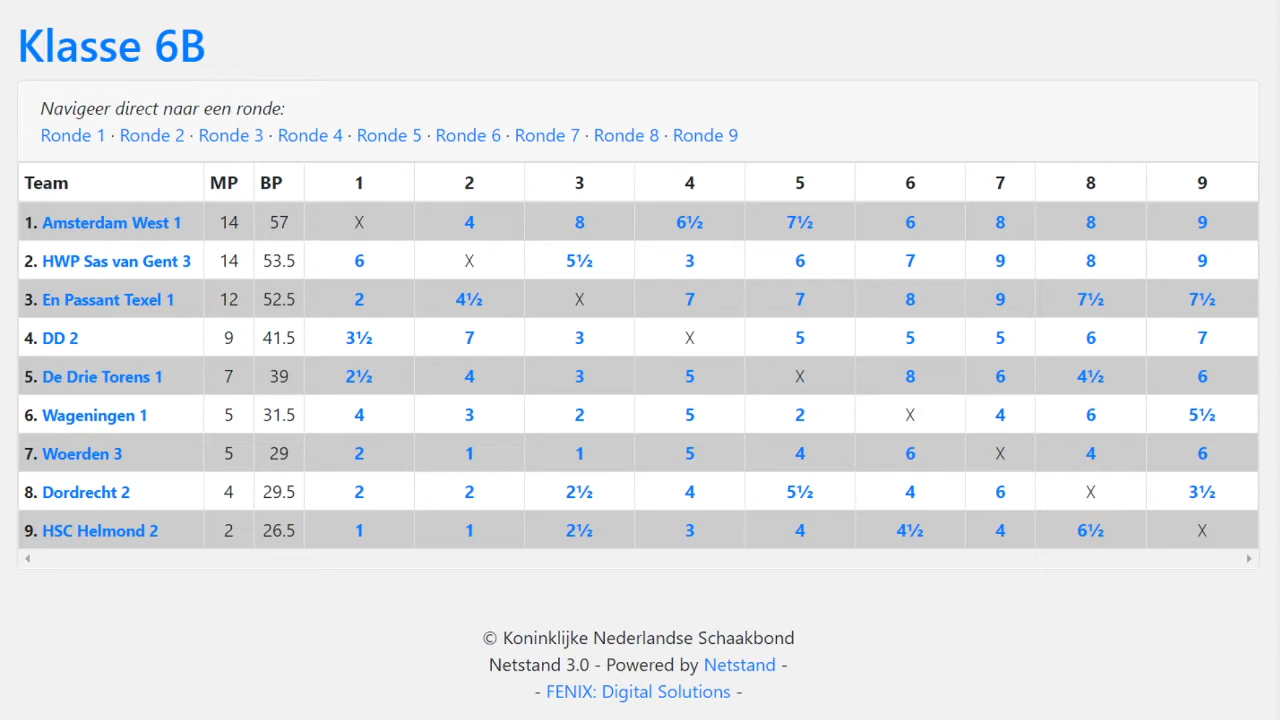 Klasse 6B
Navigeer direct naar een ronde:
Ronde 1 · Ronde 2 · Ronde 3 · Ronde 4 · Ronde 5 · Ronde 6 · Ronde 7 · Ronde 8 · Ronde 9
Team MP BP 1 2 3 4 5 6 7 8 9
1. Amsterdam West 1 14 57 X 4 8 6½ 7½ 6 8 8 9
2. HWP Sas van Gent 3 14 53.5 6 X 5½ 3 6 7 9 8 9
3. En Passant Texel 1 12 52.5 2 4½ X 7 7 8 9 7½ 7½
4. DD 2 9 41.5 3½ 7 3 X 5 5 5 6 7
5. De Drie Torens 1 7 39 2½ 4 3 5 X 8 6 4½ 6
6. Wageningen 1 5 31.5 4 3 2 5 2 X 4 6 5½
7. Woerden 3 5 29 2 1 1 5 4 6 X 4 6
8. Dordrecht 2 4 29.5 2 2 2½ 4 5½ 4 6 X 3½
9. HSC Helmond 2 2 26.5 1 1 2½ 3 4 4½ 4 6½ X
© Koninklijke Nederlandse Schaakbond
Netstand 3.0 - Powered by Netstand -
- FENIX: Digital Solutions -